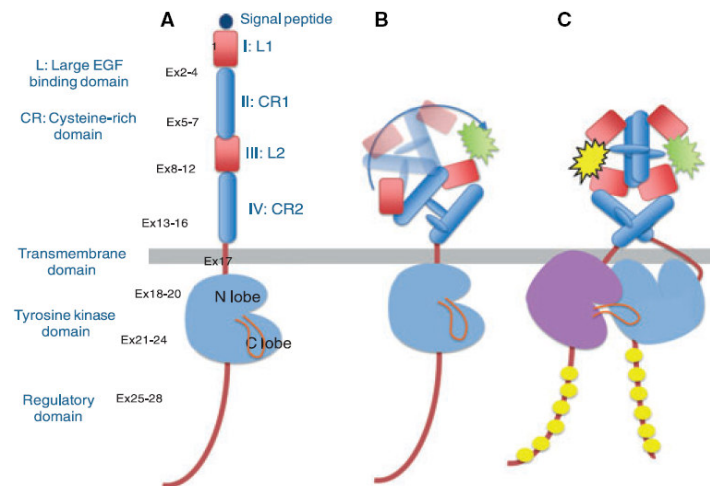 A
B
C
Signal peptide
1
I: L1
L: Large EGF
binding domain
Ex2-4
II: CR1
CR: Cysteine-rich
domain
Ex5-7
III: L2
Ex8-12
IV: CR2
Ex13-16
Transmembrane
domain
Ex17
Ex18-20
N lobe
Tyrosine kinase
domain
Ex21-24
C lobe
Regulatory
domain
Ex25-28